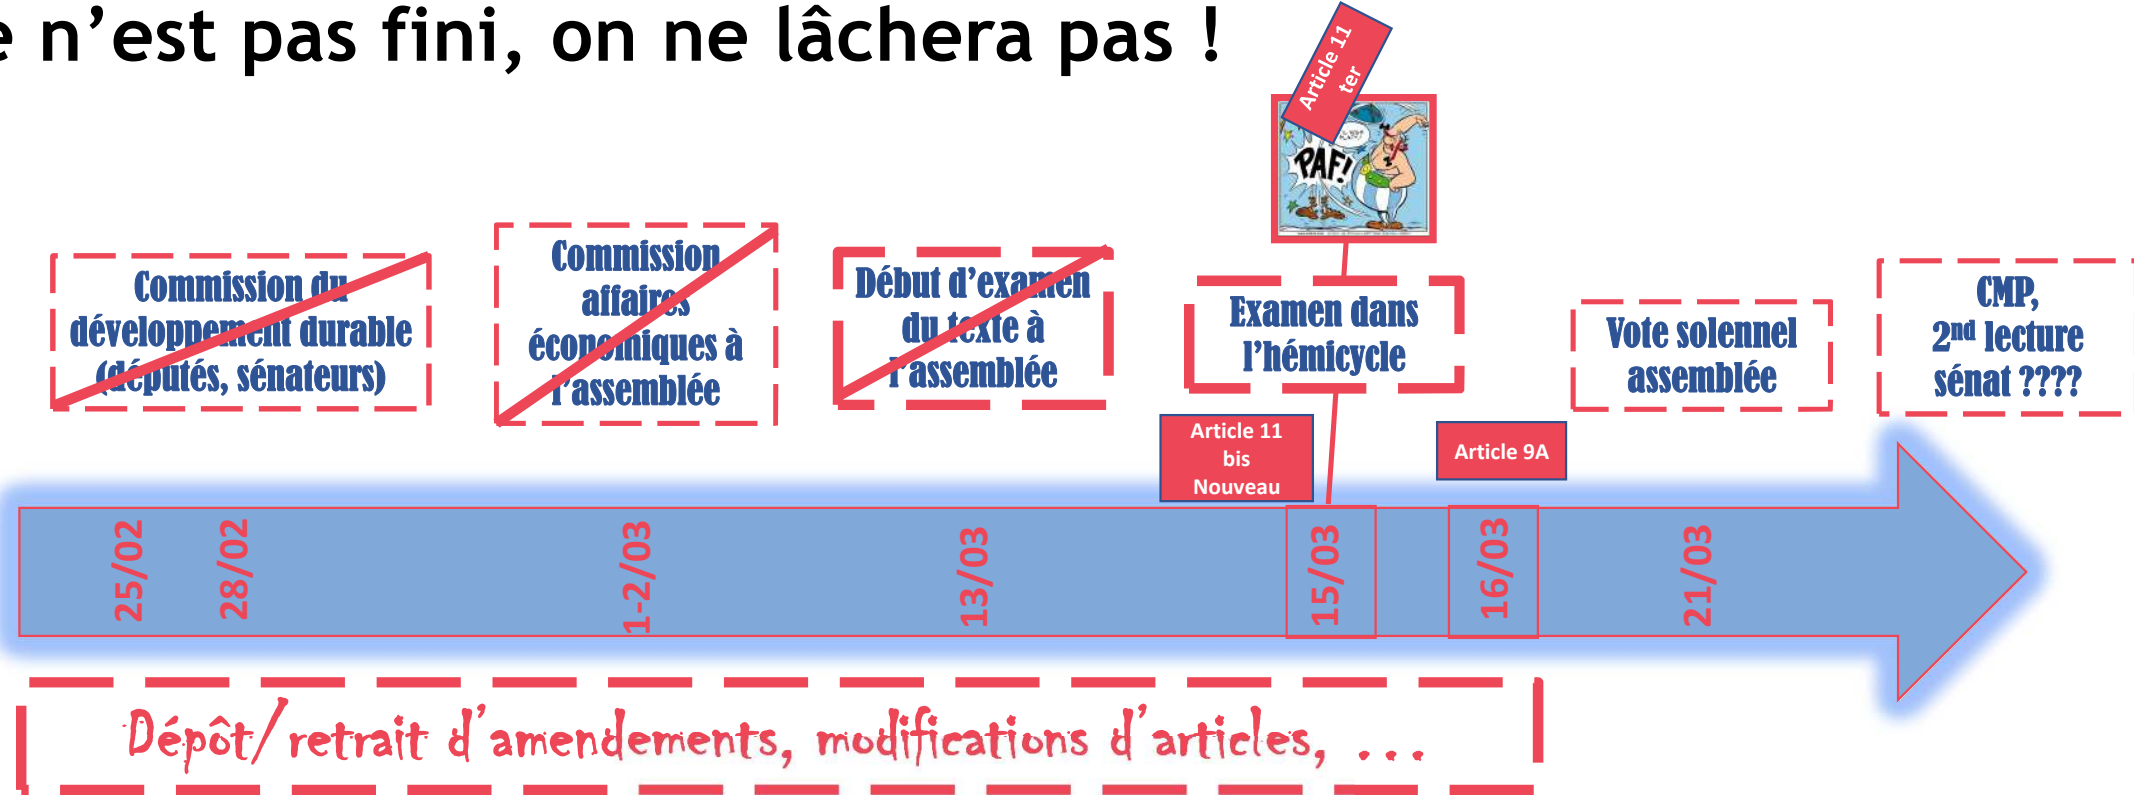 e n’est pas fini, on ne lâchera pas !
Article 11
ter
PAF!
Commission du
développement durable
(députés, sénateurs)
Commission
affaires
économiques à
l’assemblée
Début d’examen
du texte à
l’assemblée
Examen dans
l’hémicycle
Vote solennel
assemblée
CMP,
2nd lecture
sénat ????
Article 11
bis
Nouveau
Article 9A
25/02
28/02
1-2/03
13/03
15/03
16/03
21/03
Dépôt/retrait d’amendements, modifications d’articles, ...